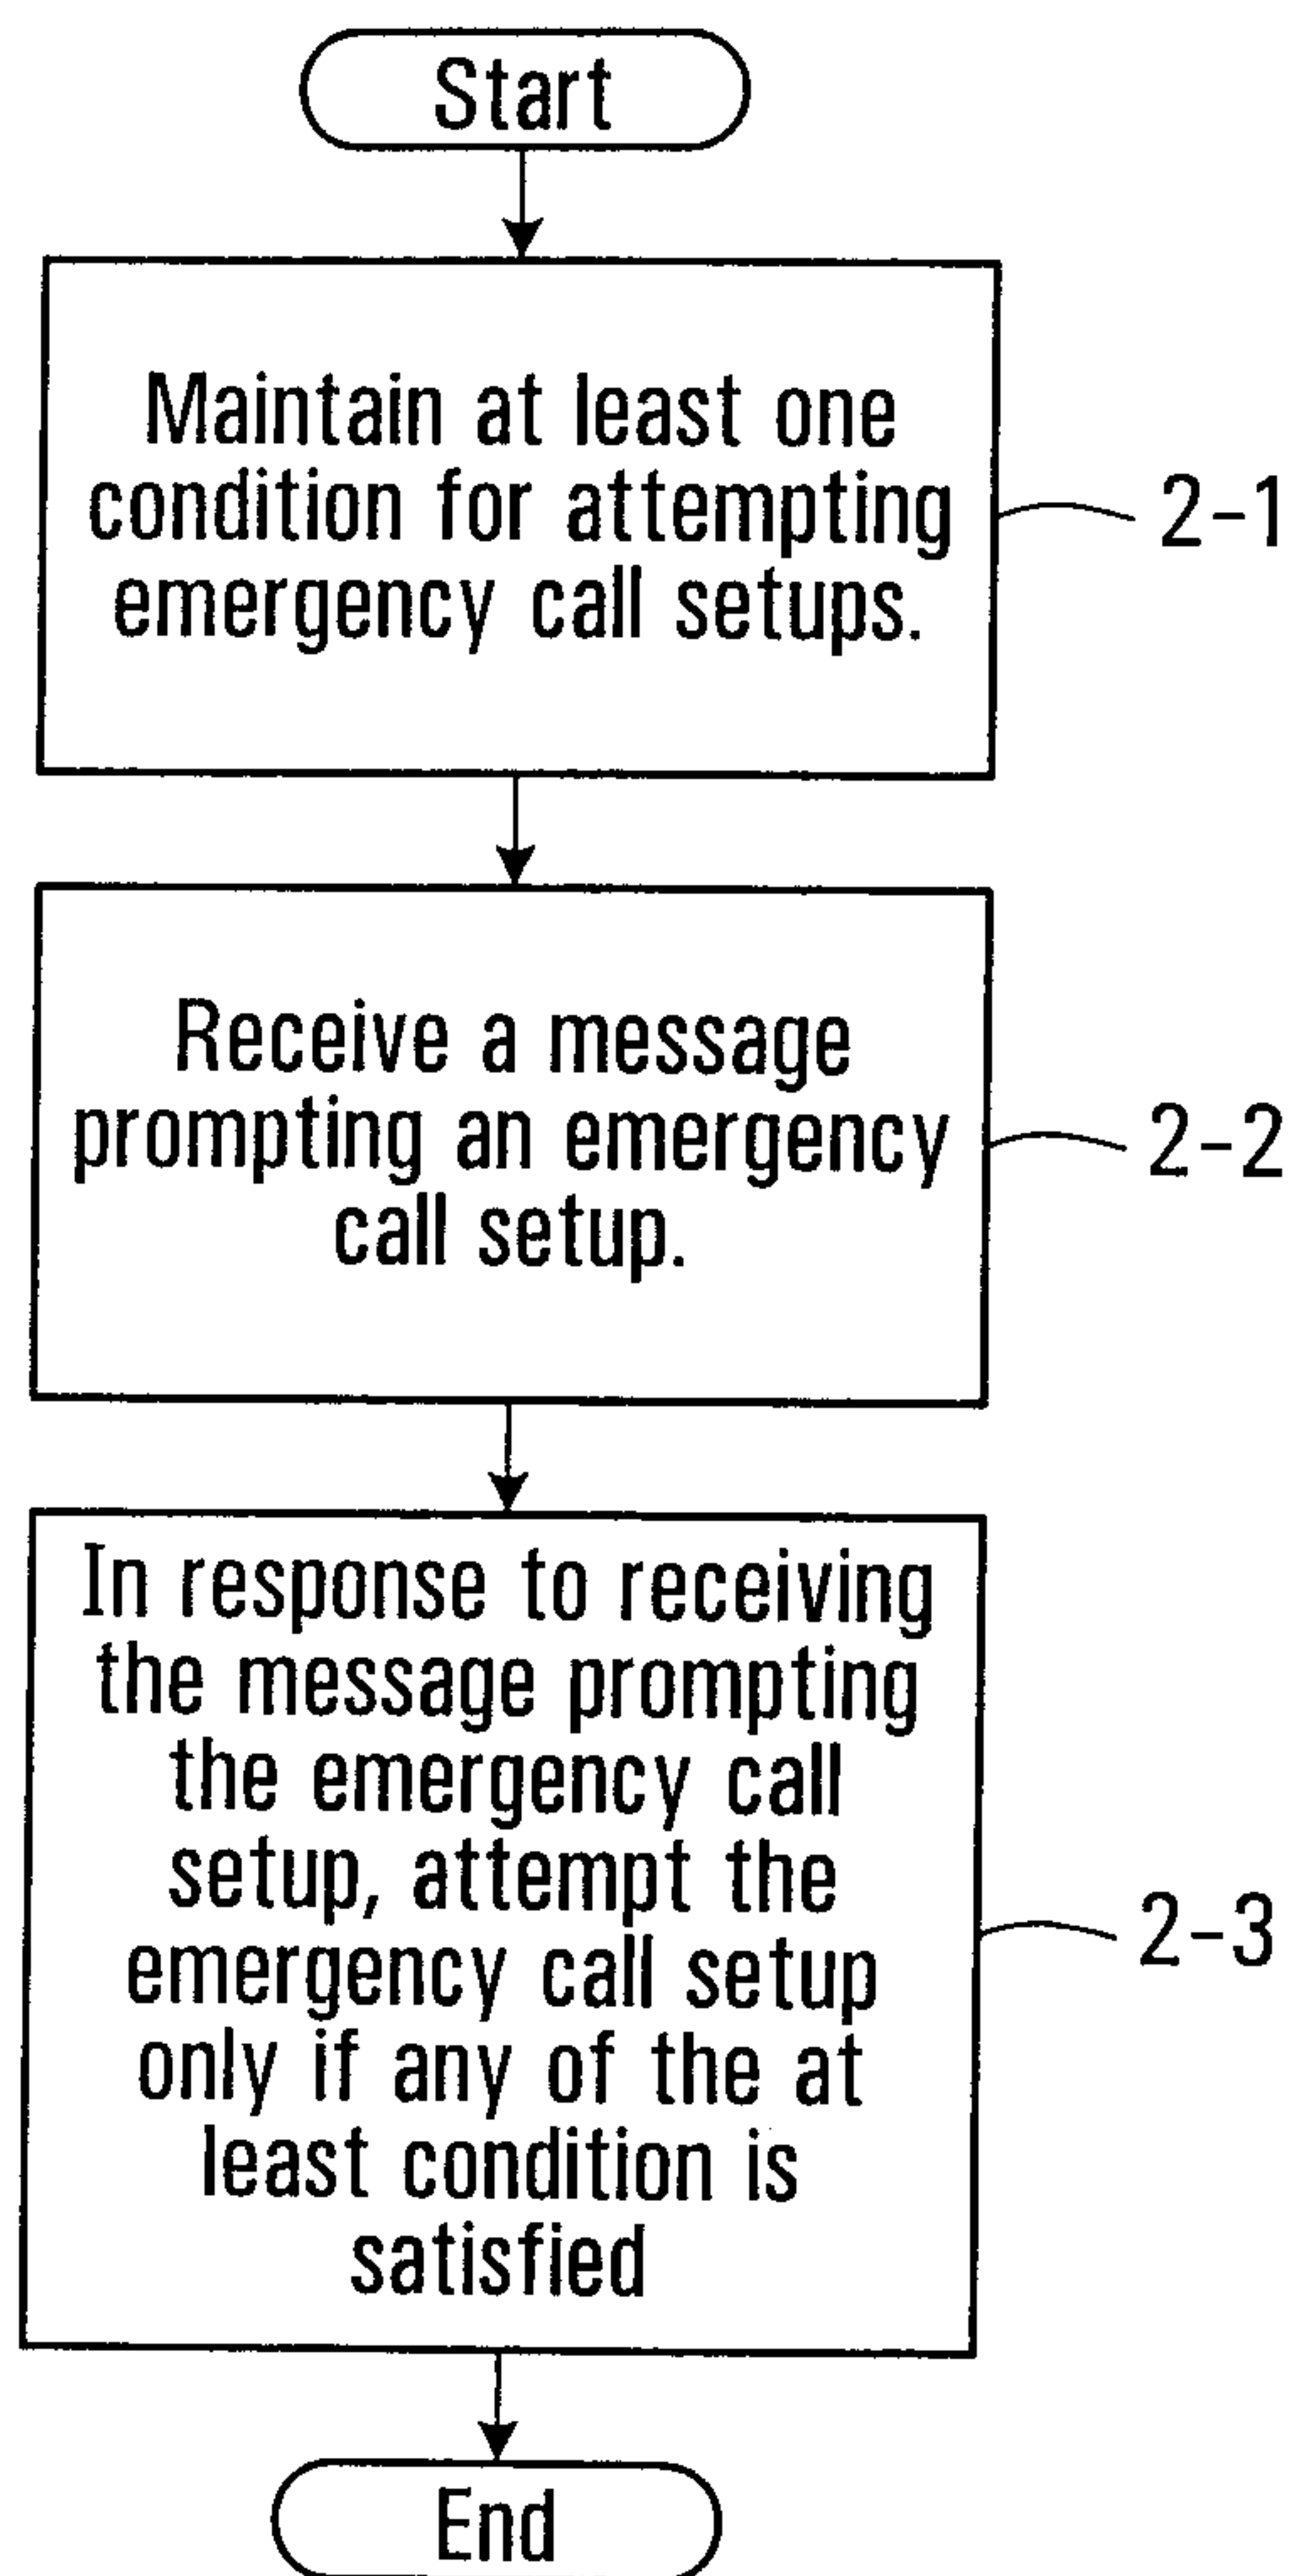 Start
Maintain at least one
condition for attempting
emergency call setups.
2-1
Receive a message
prompting an emergency
call setup.
2-2
In response to receiving
the message prompting
the emergency call
setup, attempt the
emergency call setup
only if any of the at
least condition is
satisfied
2-3
End